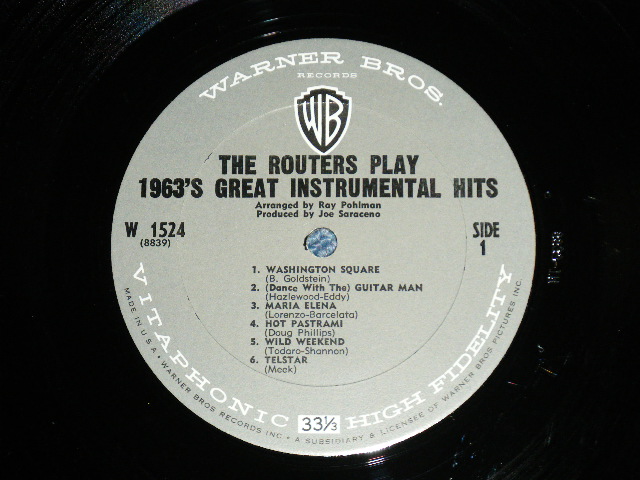 WARNER BROS.
RECORDS
WB
THE ROUTERS PLAY
1963'S GREAT INSTRUMENTAL HITS
Arranged by Ray Pohlman
Produced by Joe Saraceno
W 1524
(8839)
SIDE
1
1. WASHINGTON SQUARE
(B. Goldstein)
2. (Dance With The) GUITAR MAN
(Hazlewood-Eddy)
3. MARIA ELENA
(Lorenzo-Barcelata)
4. HOT PASTRAMI
(Doug Phillips)
5. WILD WEEKEND
(Todaro-Shannon)
6. TELSTAR
(Meek)
VITAPHONIC HIGH FIDELITY
33⅓
MADE IN U.S.A. • WARNER BROS RECORDS INC. • A SUBSIDIARY & LICENSEE OF WARNER BROS PICTURES INC.